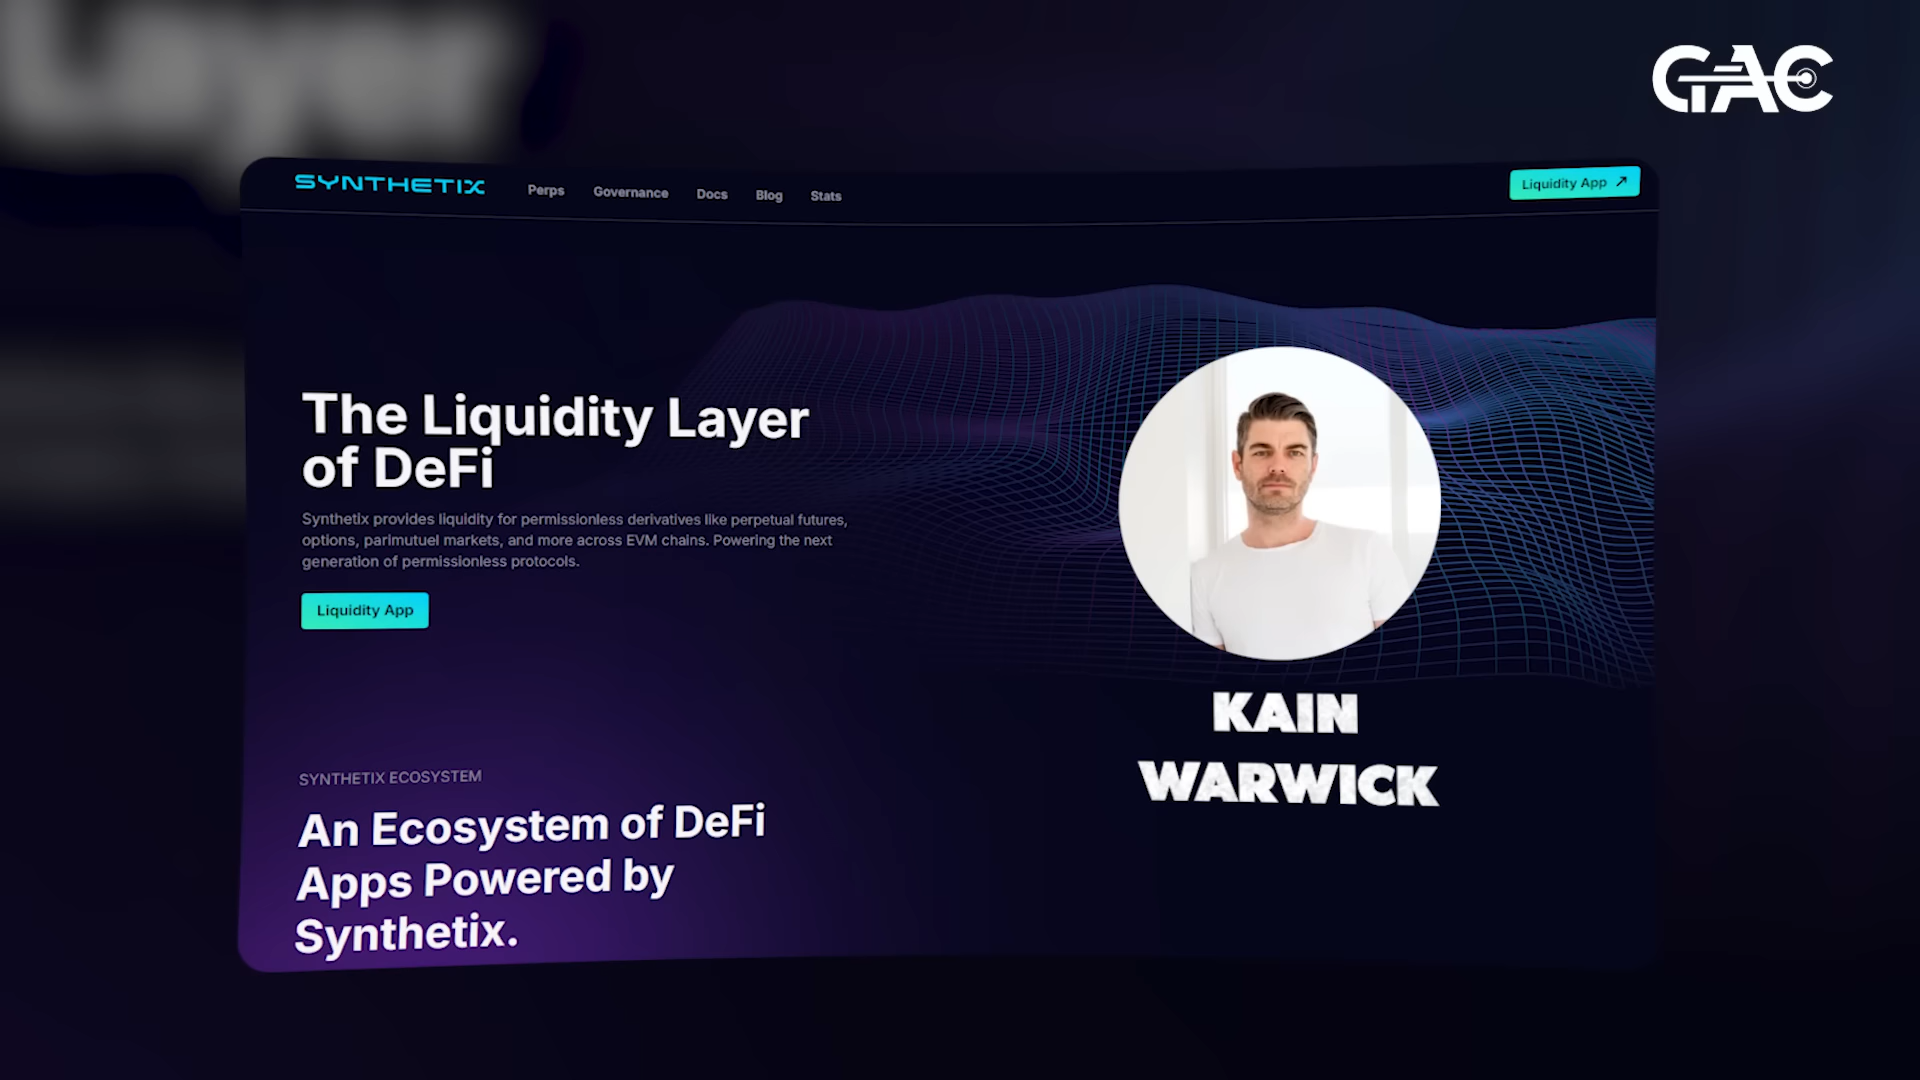 Layer
GAC
SYNTHETIX Perps Governance Docs Blog Stats Liquidity App ↗
The Liquidity Layer
of DeFi
Synthetix provides liquidity for permissionless derivatives like perpetual futures,
options, parimutuel markets, and more across EVM chains. Powering the next
generation of permissionless protocols.
Liquidity App
KAIN
WARWICK
SYNTHETIX ECOSYSTEM
An Ecosystem of DeFi
Apps Powered by
Synthetix.